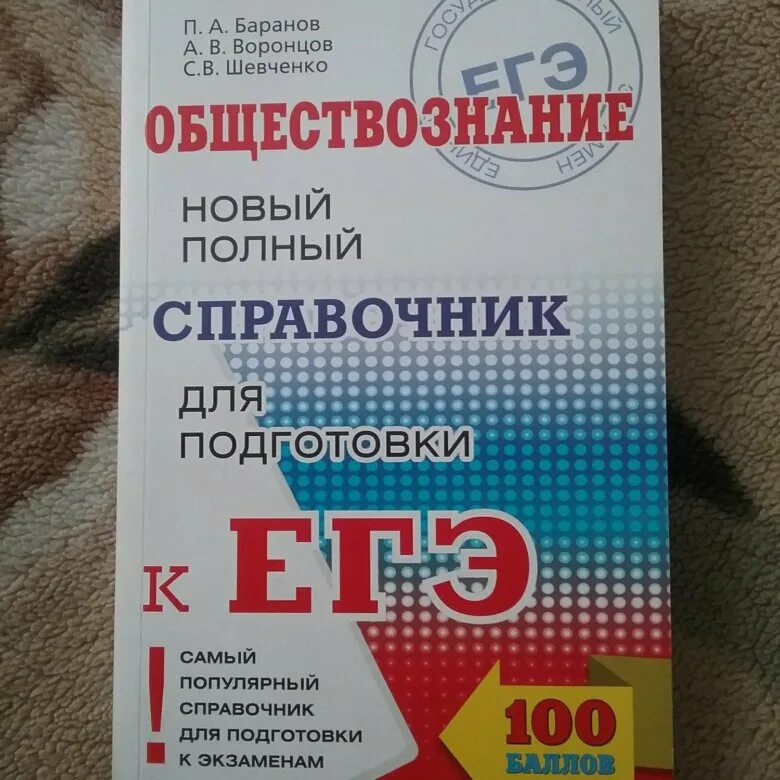 П. А. Баранов
А. В. Воронцов
С.В. Шевченко
ЕГЭ
ОБЩЕСТВОЗНАНИЕ
НОВЫЙ
ПОЛНЫЙ
СПРАВОЧНИК
ДЛЯ
ПОДГОТОВКИ
К ЕГЭ
! САМЫЙ
ПОПУЛЯРНЫЙ
СПРАВОЧНИК
ДЛЯ ПОДГОТОВКИ
К ЭКЗАМЕНАМ
100
БАЛЛОВ